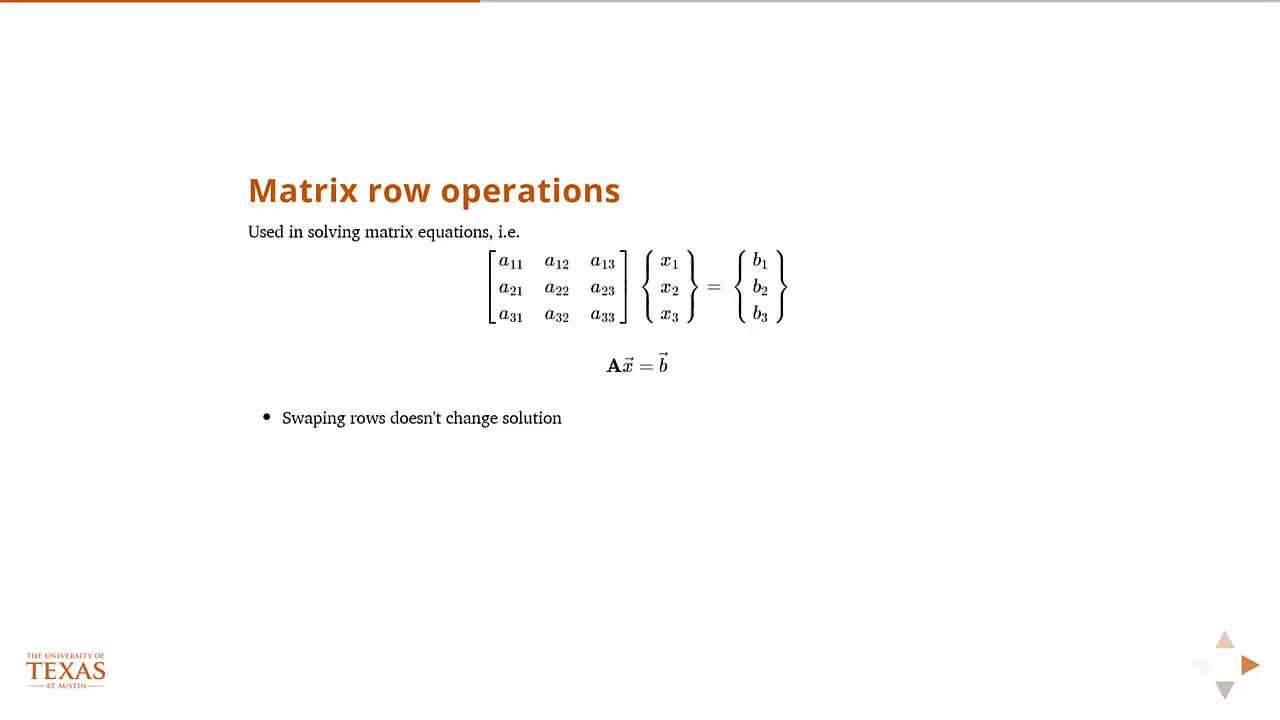 Matrix row operations
Used in solving matrix equations, i.e.
[a₁₁ a₁₂ a₁₃] {x₁} {b₁}
[a₂₁ a₂₂ a₂₃] {x₂} = {b₂}
[a₃₁ a₃₂ a₃₃] {x₃} {b₃}
𝐀x⃗ = b⃗
• Swaping rows doesn't change solution
THE UNIVERSITY OF
TEXAS
AT AUSTIN